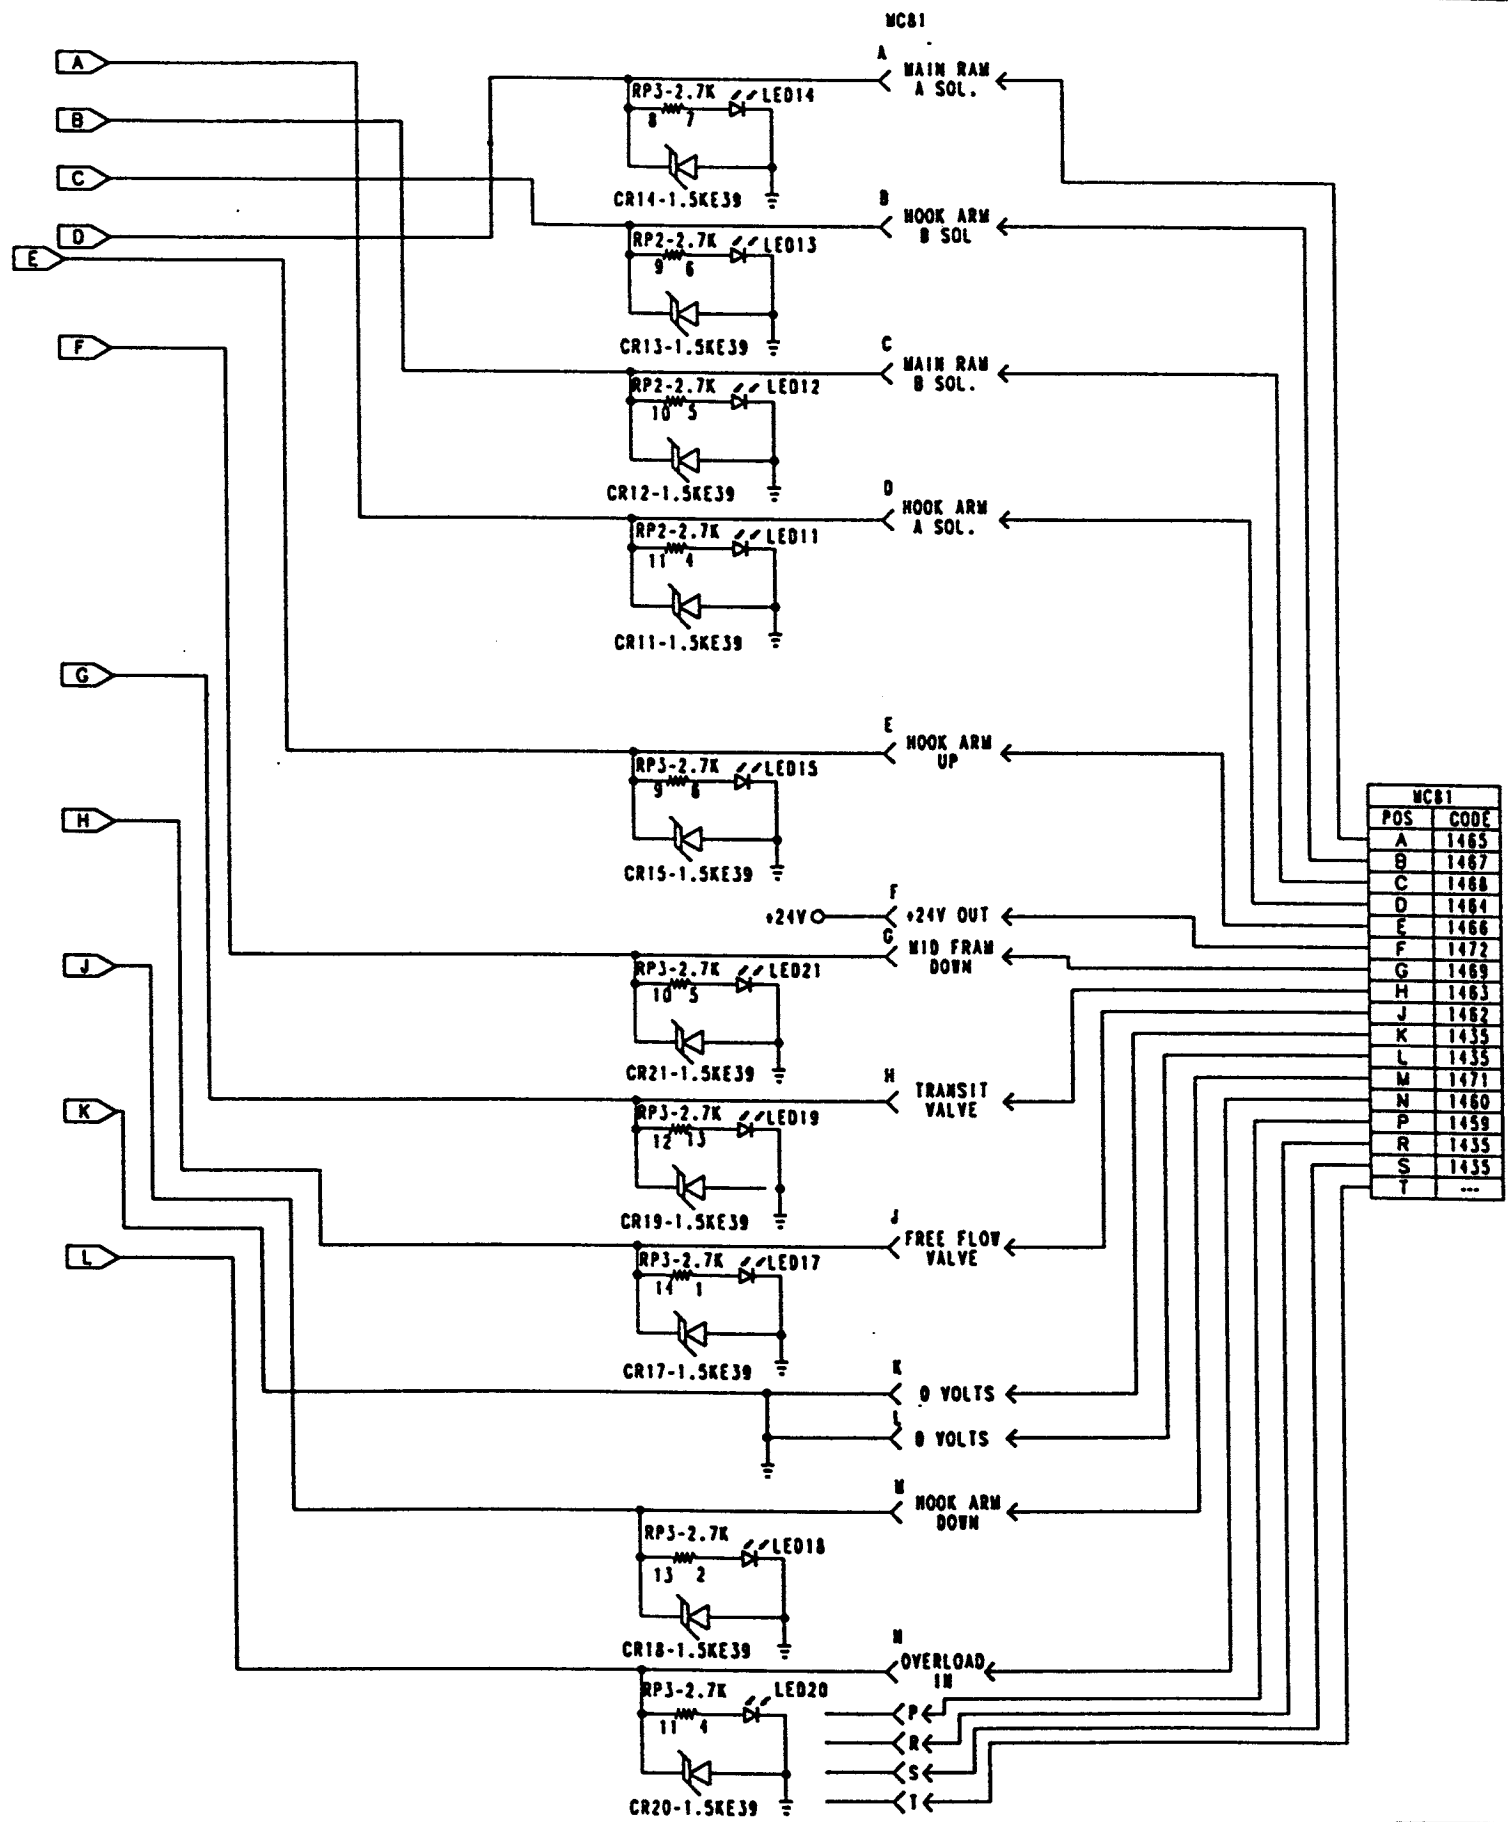 MC81
A
MAIN RAM
A SOL.
A
RP3-2.7K
LED14
8 7
CR14-1.5KE39
B
C
B
HOOK ARM
B SOL
D
RP2-2.7K
LED13
9 6
CR13-1.5KE39
E
F
C
MAIN RAM
B SOL.
RP2-2.7K
LED12
10 5
CR12-1.5KE39
D
HOOK ARM
A SOL.
RP2-2.7K
LED11
11 4
CR11-1.5KE39
G
E
HOOK ARM
UP
RP3-2.7K
LED15
9 6
CR15-1.5KE39
H
F
+24V
+24V OUT
G
MID FRAM
DOWN
J
RP3-2.7K
LED21
10 5
CR21-1.5KE39
H
TRANSIT
VALVE
K
RP3-2.7K
LED19
12 13
CR19-1.5KE39
J
FREE FLOW
VALVE
L
RP3-2.7K
LED17
14 1
CR17-1.5KE39
K
0 VOLTS
L
0 VOLTS
M
HOOK ARM
DOWN
RP3-2.7K
LED18
13 2
CR18-1.5KE39
N
OVERLOAD
IN
RP3-2.7K
LED20
11 4
CR20-1.5KE39
P
R
S
T
MC81
POS CODE
A 1465
B 1467
C 1468
D 1464
E 1466
F 1472
G 1469
H 1463
J 1462
K 1435
L 1435
M 1471
N 1460
P 1459
R 1435
S 1435
T ---